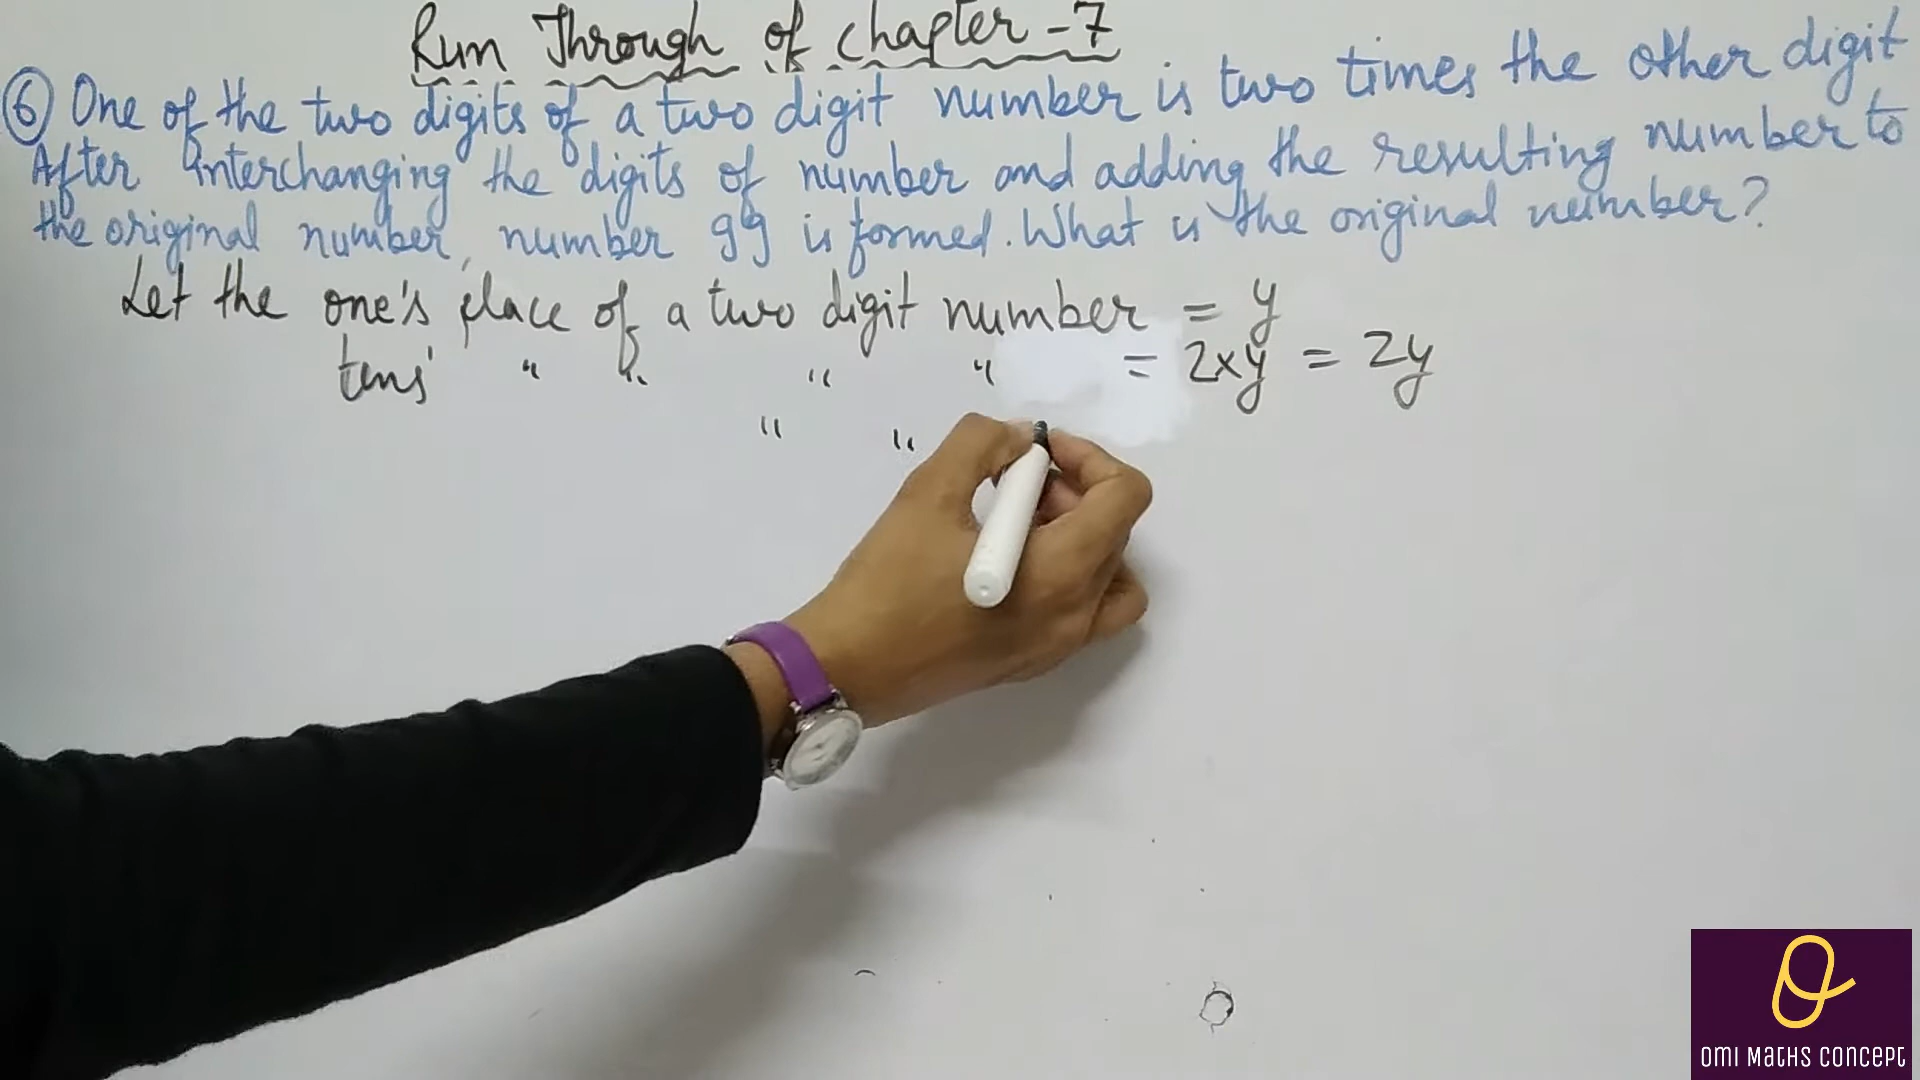 Run Through of chapter-7
⑥ One of the two digits of a two digit number is two times the other digit
After interchanging the digits of number and adding the resulting number to
the original number, number 99 is formed. What is the original number?
Let the one's place of a two digit number = y
tens' " " " " = 2xy = 2y
" "
OMI MATHS CONCEPT